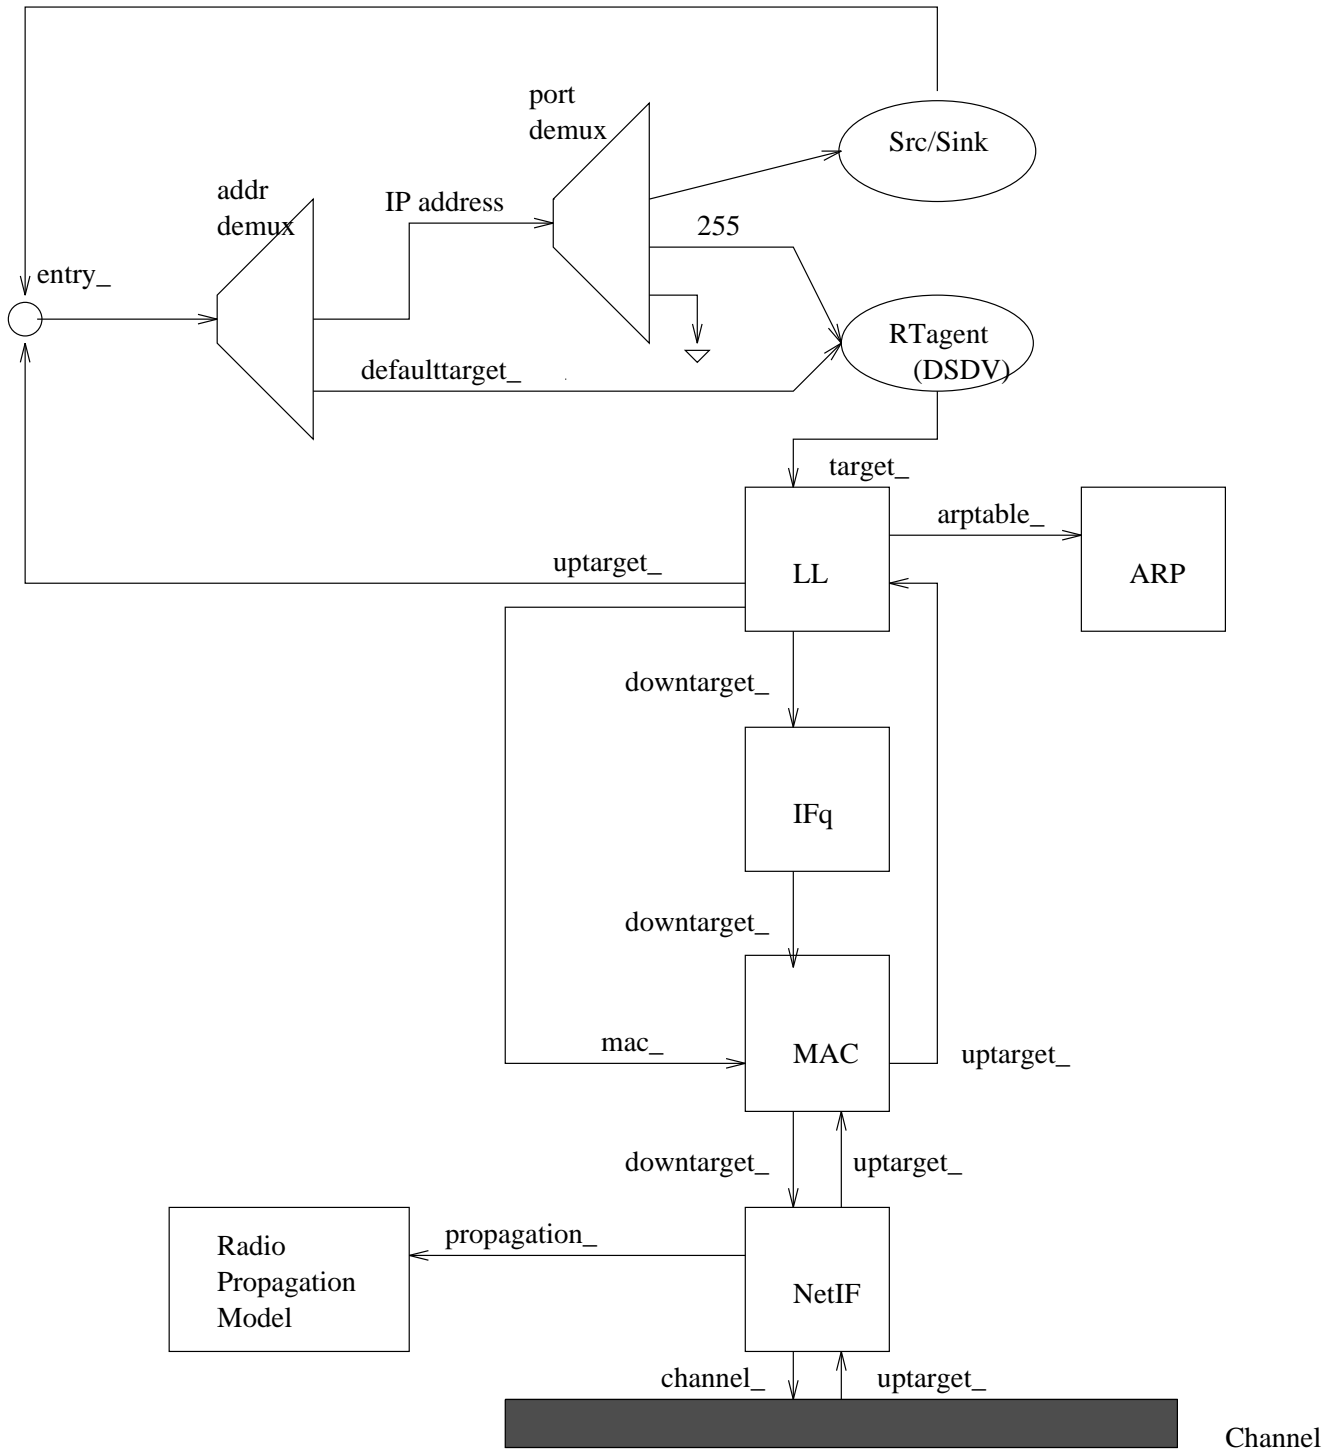 port
demux
Src/Sink
addr
demux
IP address
255
entry_
RTagent
(DSDV)
defaulttarget_
target_
arptable_
uptarget_
LL
ARP
downtarget_
IFq
downtarget_
mac_
MAC
uptarget_
downtarget_
uptarget_
Radio
Propagation
Model
propagation_
NetIF
channel_
uptarget_
Channel